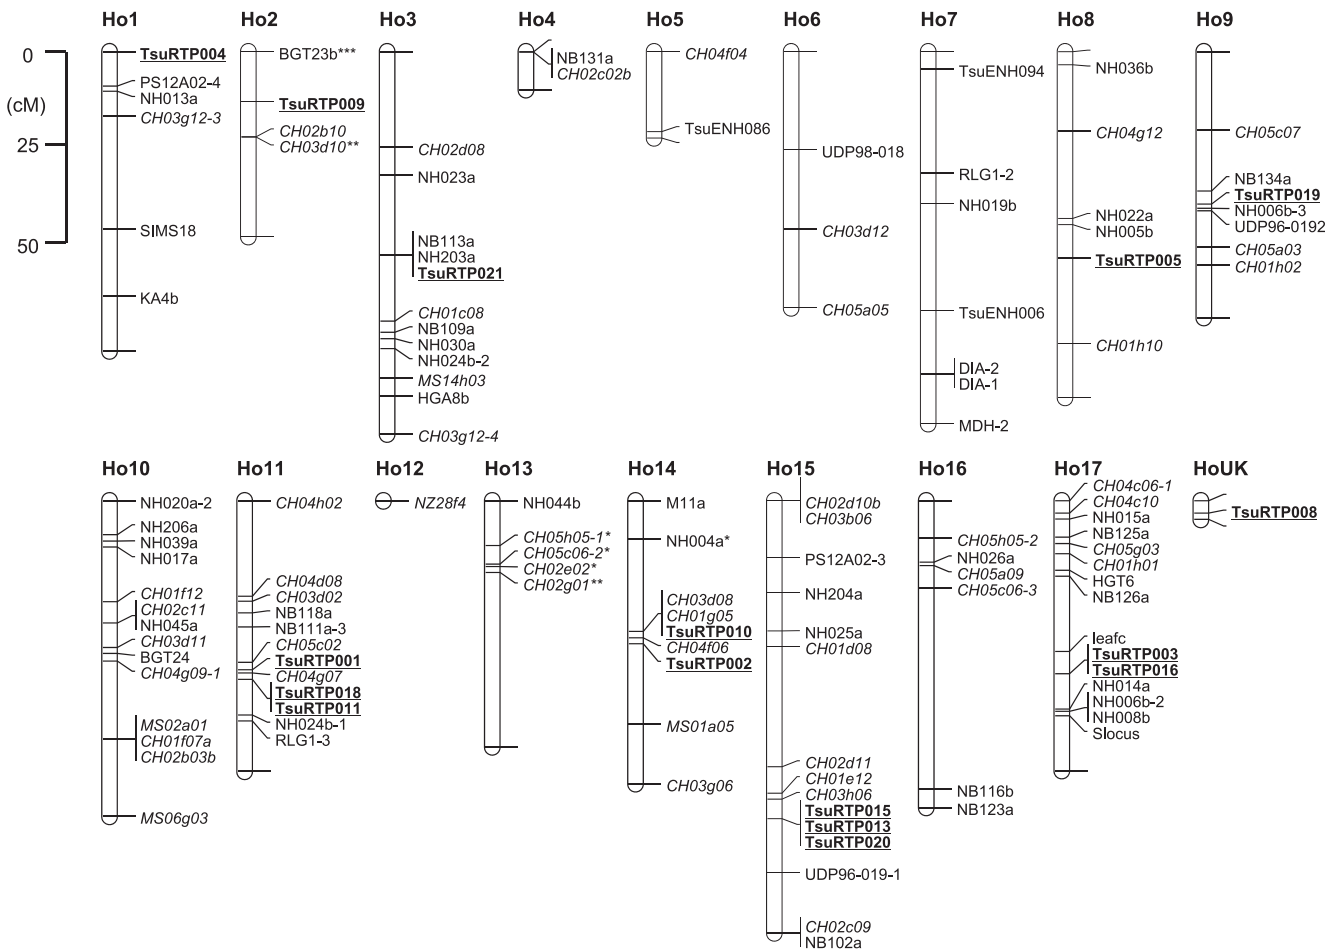 Ho1
Ho2
Ho3
Ho4
Ho5
Ho6
Ho7
Ho8
Ho9
0
(cM)
25
50
TsuRTP004
PS12A02-4
NH013a
CH03g12-3
SIMS18
KA4b
BGT23b***
TsuRTP009
CH02b10
CH03d10**
CH02d08
NH023a
NB113a
NH203a
TsuRTP021
CH01c08
NB109a
NH030a
NH024b-2
MS14h03
HGA8b
CH03g12-4
NB131a
CH02c02b
CH04f04
TsuENH086
UDP98-018
CH03d12
CH05a05
TsuENH094
RLG1-2
NH019b
TsuENH006
DIA-2
DIA-1
MDH-2
NH036b
CH04g12
NH022a
NH005b
TsuRTP005
CH01h10
CH05c07
NB134a
TsuRTP019
NH006b-3
UDP96-0192
CH05a03
CH01h02
Ho10
Ho11
Ho12
Ho13
Ho14
Ho15
Ho16
Ho17
HoUK
NH020a-2
NH206a
NH039a
NH017a
CH01f12
CH02c11
NH045a
CH03d11
BGT24
CH04g09-1
MS02a01
CH01f07a
CH02b03b
MS06g03
CH04h02
CH04d08
CH03d02
NB118a
NB111a-3
CH05c02
TsuRTP001
CH04g07
TsuRTP018
TsuRTP011
NH024b-1
RLG1-3
NZ28f4
NH044b
CH05h05-1*
CH05c06-2*
CH02e02*
CH02g01**
M11a
NH004a*
CH03d08
CH01g05
TsuRTP010
CH04f06
TsuRTP002
MS01a05
CH03g06
CH02d10b
CH03b06
PS12A02-3
NH204a
NH025a
CH01d08
CH02d11
CH01e12
CH03h06
TsuRTP015
TsuRTP013
TsuRTP020
UDP96-019-1
CH02c09
NB102a
CH05h05-2
NH026a
CH05a09
CH05c06-3
NB116b
NB123a
CH04c06-1
CH04c10
NH015a
NB125a
CH05g03
CH01h01
HGT6
NB126a
leafc
TsuRTP003
TsuRTP016
NH014a
NH006b-2
NH008b
Slocus
TsuRTP008